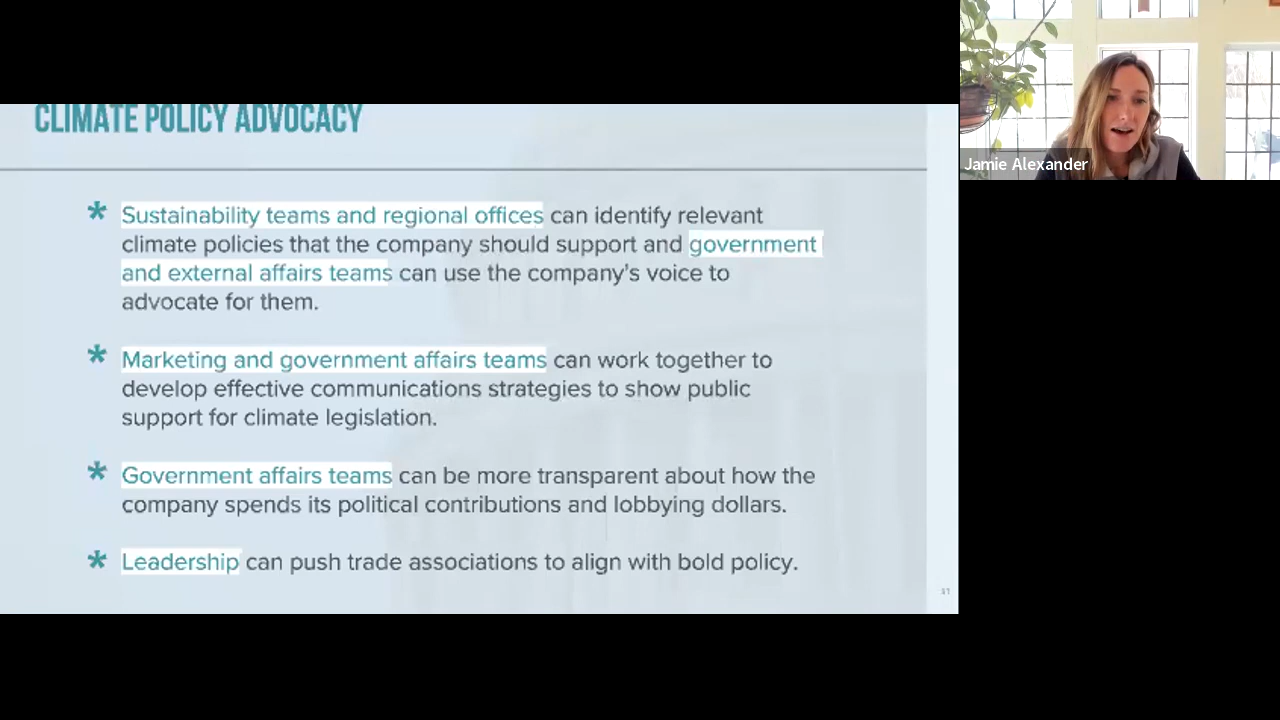 CLIMATE POLICY ADVOCACY
Jamie Alexander
* Sustainability teams and regional offices can identify relevant
climate policies that the company should support and government
and external affairs teams can use the company's voice to
advocate for them.
* Marketing and government affairs teams can work together to
develop effective communications strategies to show public
support for climate legislation.
* Government affairs teams can be more transparent about how the
company spends its political contributions and lobbying dollars.
* Leadership can push trade associations to align with bold policy.